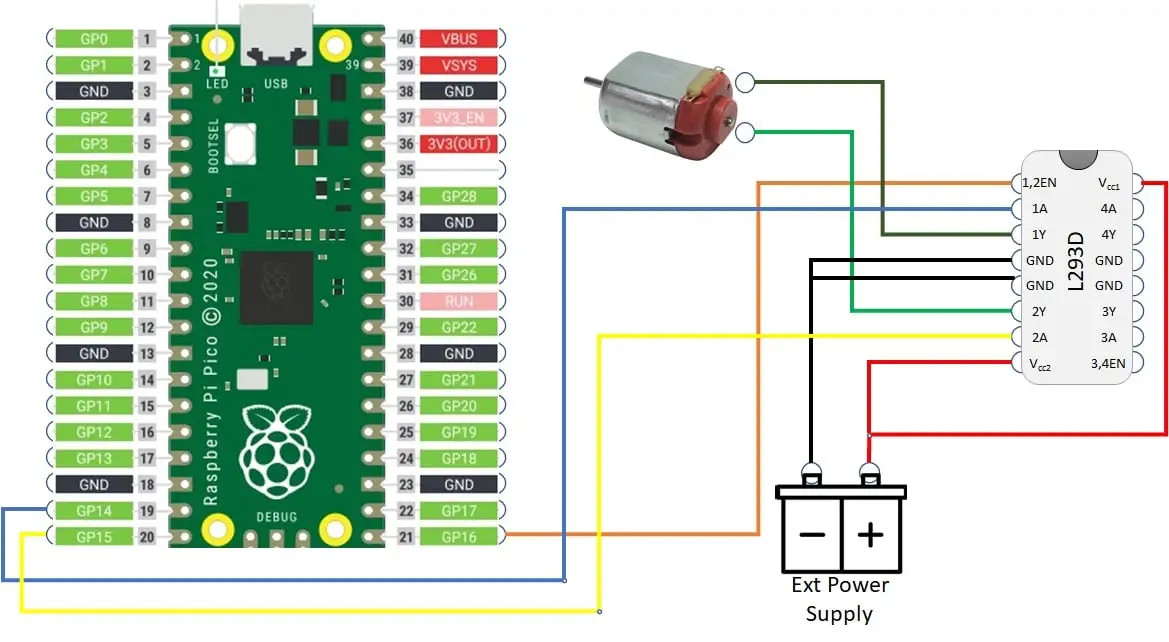 GP0 1 1 40 VBUS
GP1 2 2 39 39 VSYS
LED USB
GND 3 38 GND
GP2 4 37 3V3_EN
BOOTSEL
GP3 5 36 3V3(OUT)
GP4 6 35
GP5 7 34 GP28
GND 8 33 GND
GP6 9 32 GP27
GP7 10 31 GP26
GP8 11 30 RUN
GP9 12 29 GP22
GND 13 28 GND
GP10 14 27 GP21
GP11 15 26 GP20
GP12 16 25 GP19
GP13 17 24 GP18
GND 18 23 GND
GP14 19 22 GP17
GP15 20 21 GP16
Raspberry Pi Pico © 2020
DEBUG
1,2EN Vcc1
1A 4A
1Y 4Y
GND GND
GND GND
2Y 3Y
2A 3A
Vcc2 3,4EN
L293D
− +
Ext Power
Supply